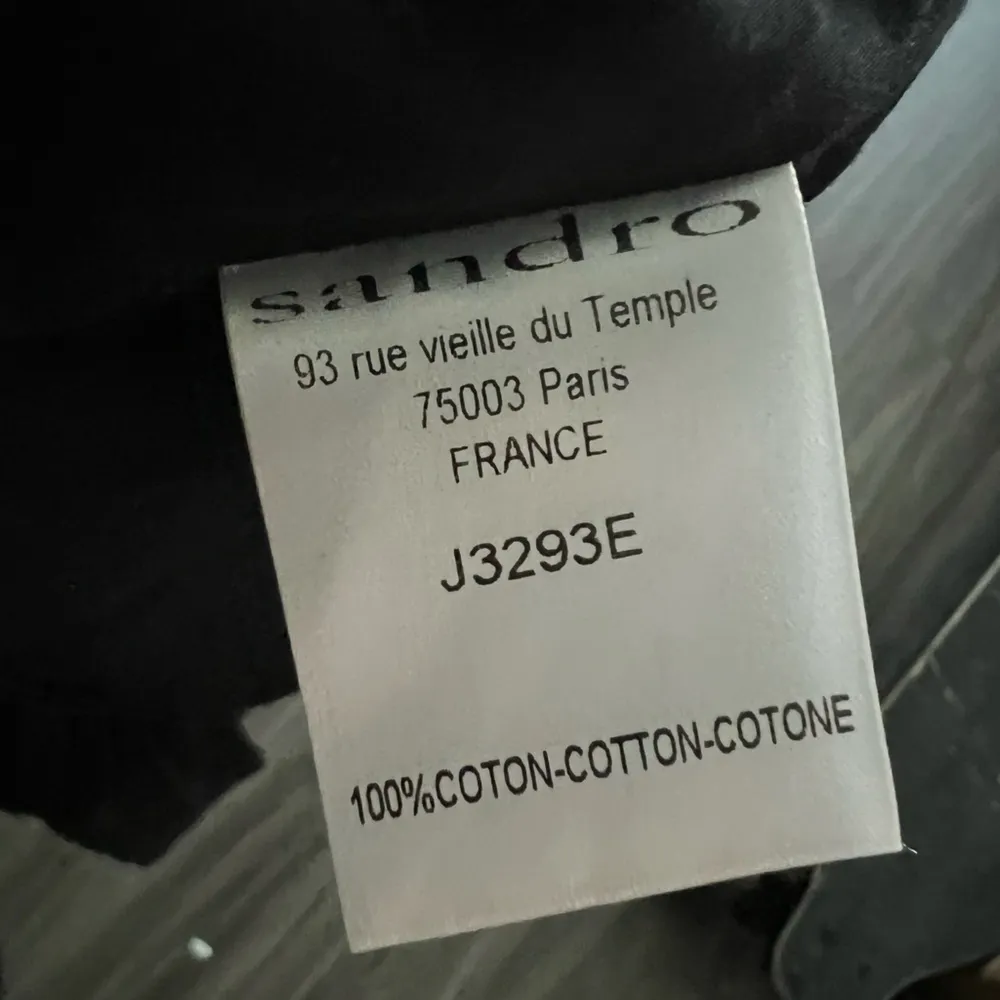 sandro
93 rue vieille du Temple
75003 Paris
FRANCE
J3293E
100%COTON-COTTON-COTONE